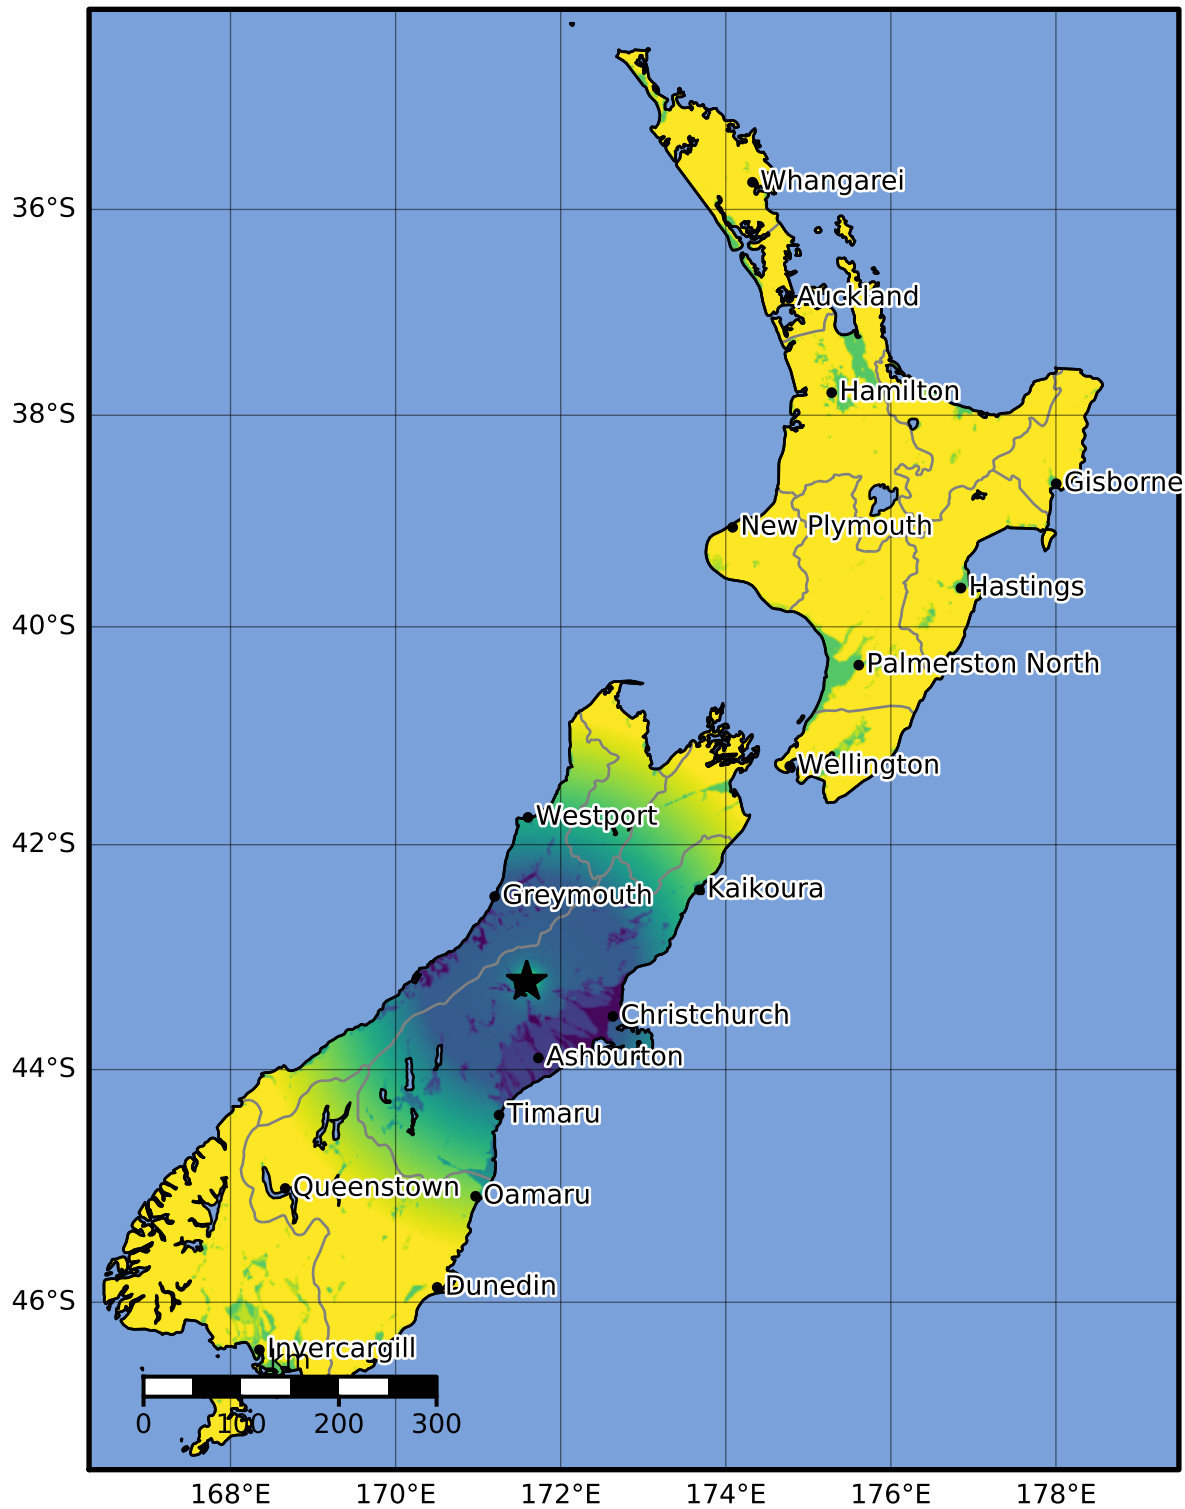 Whangarei
36°S
Auckland
Hamilton
38°S
Gisborne
New Plymouth
Hastings
40°S
Palmerston North
Wellington
Westport
42°S
Kaikoura
Greymouth
Christchurch
Ashburton
44°S
Timaru
Queenstown
Oamaru
Dunedin
46°S
Invercargill
km
0 100 200 300
168°E 170°E 172°E 174°E 176°E 178°E